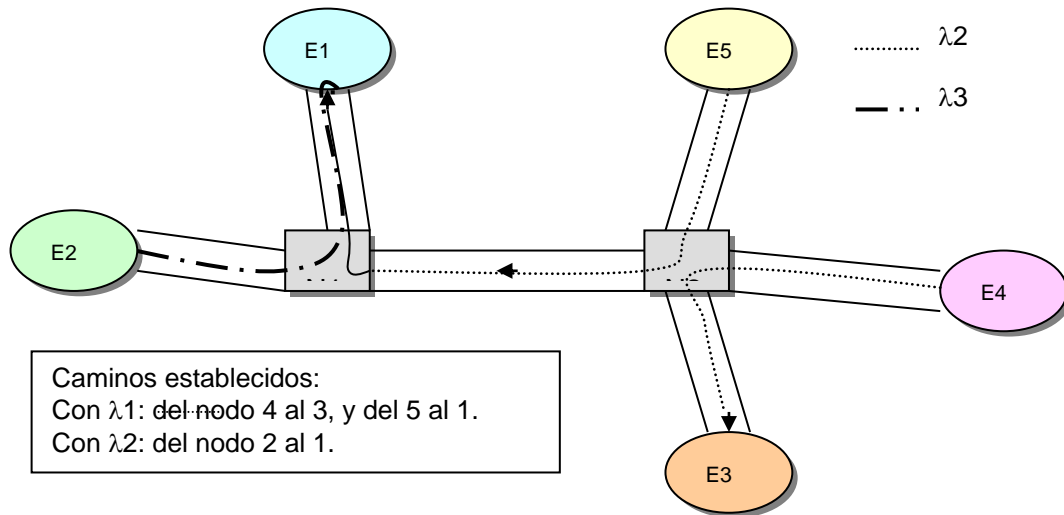 E1
E5
λ2
λ3
E2
E4
Caminos establecidos:
Con λ1: del nodo 4 al 3, y del 5 al 1.
Con λ2: del nodo 2 al 1.
E3